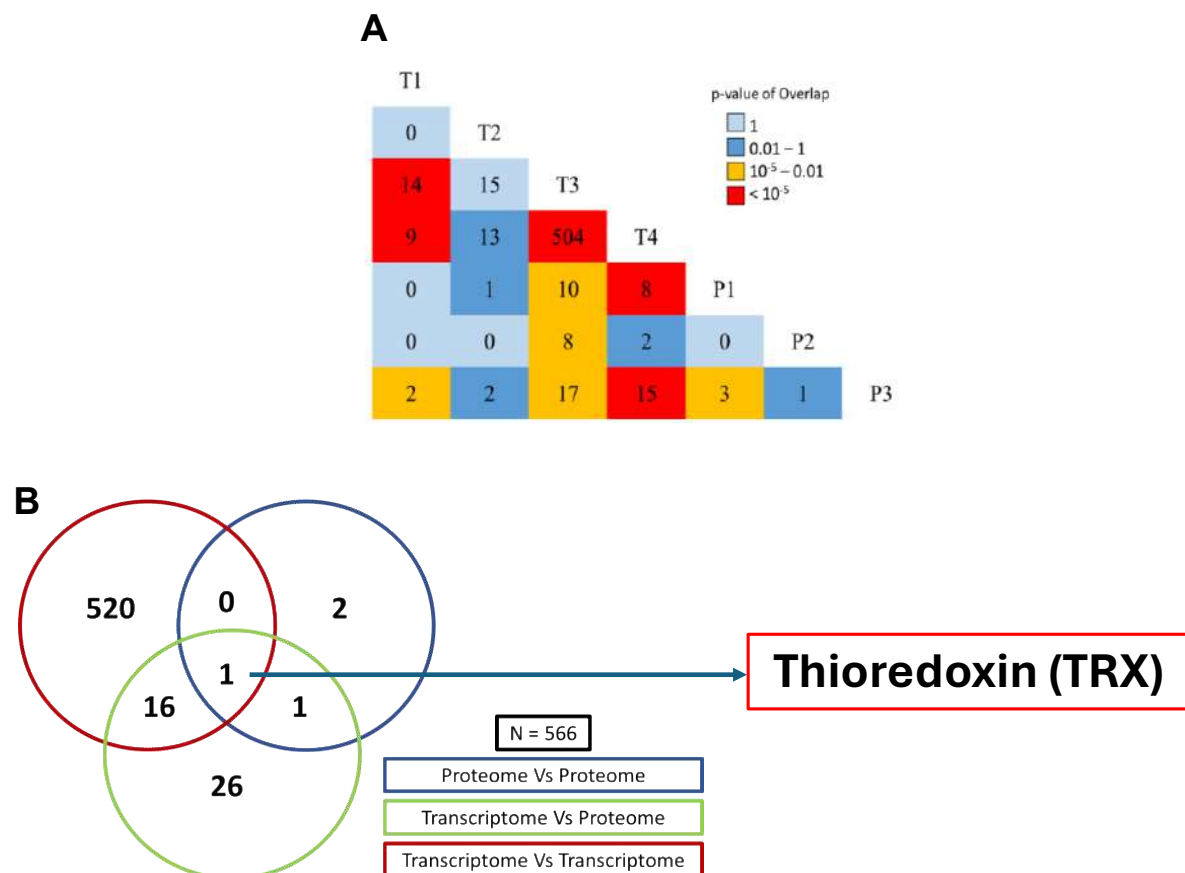 A
T1
p-value of Overlap
0 T2
1
0.01 – 1
14 15 T3
10⁻⁵ – 0.01
< 10⁻⁵
9 13 504 T4
0 1 10 8 P1
0 0 8 2 0 P2
2 2 17 15 3 1 P3
B
520 0 2
1
Thioredoxin (TRX)
16 1
N = 566
26
Proteome Vs Proteome
Transcriptome Vs Proteome
Transcriptome Vs Transcriptome